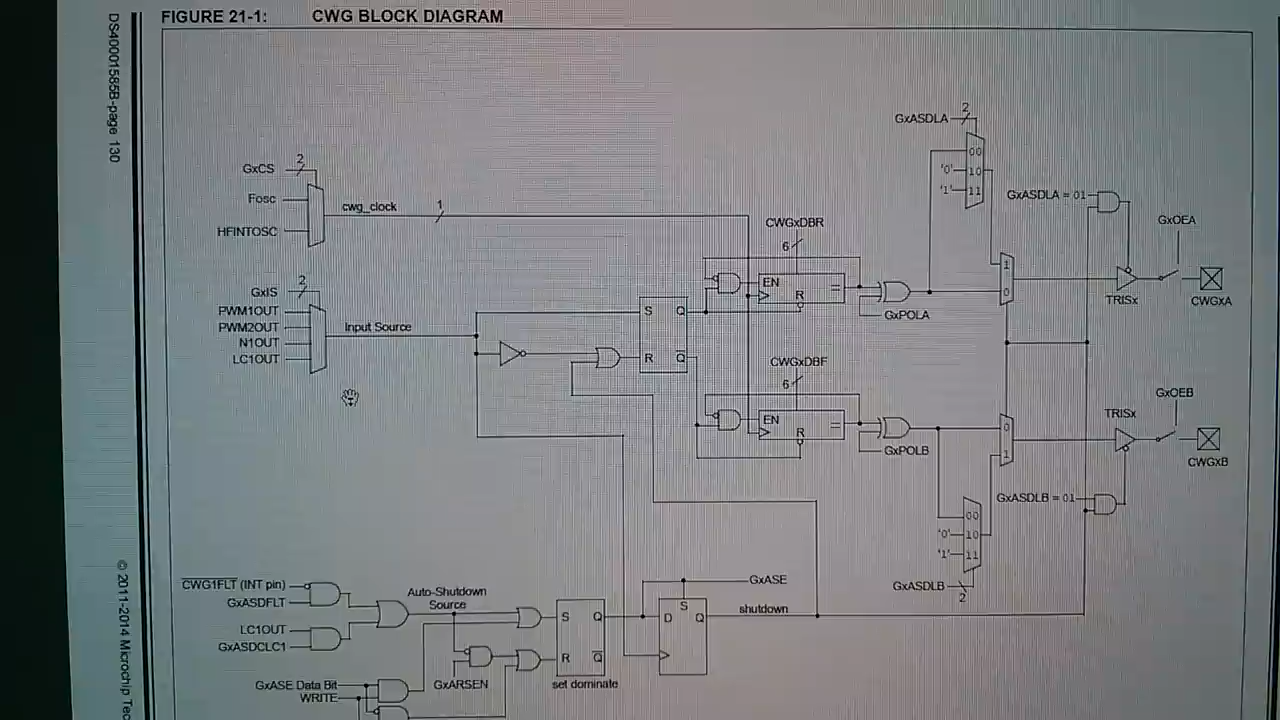 FIGURE 21-1: CWG BLOCK DIAGRAM
DS40001585B-page 130
© 2011-2014 Microchip Tec
GxASDLA
2
00
'0'
10
'1'
11
GxCS
2
Fosc
HFINTOSC
cwg_clock
1
GxASDLA = 01
GxOEA
CWGxDBR
6
EN
R
=
GxPOLA
1
0
TRISx
CWGxA
GxIS
2
PWM1OUT
PWM2OUT
N1OUT
LC1OUT
Input Source
S
Q
R
Q
CWGxDBF
6
EN
R
=
GxPOLB
0
1
TRISx
GxOEB
CWGxB
GxASDLB = 01
00
'0'
10
'1'
11
GxASDLB
2
CWG1FLT (INT pin)
GxASDFLT
LC1OUT
GxASDCLC1
Auto-Shutdown
Source
GxASE Data Bit
WRITE
GxARSEN
S
Q
R
Q
set dominate
GxASE
S
D
Q
shutdown